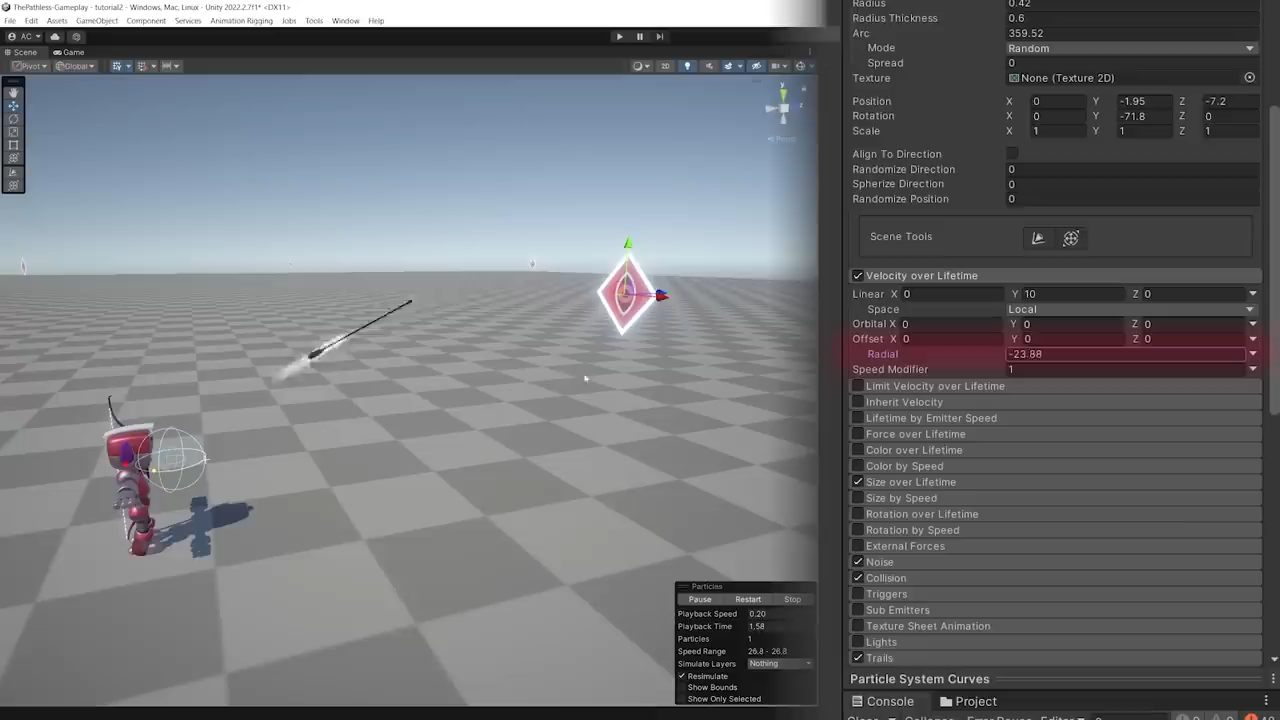 ThePathless-Gameplay - tutorial2 - Windows, Mac, Linux - Unity 2022.2.7f1* <DX11>
File Edit Assets GameObject Component Services Animation Rigging Jobs Tools Window Help
AC
Scene Game
Pivot Global 2D
y
z
< Persp
Particles
Pause Restart Stop
Playback Speed 0.20
Playback Time 1.58
Particles 1
Speed Range 26.8 - 26.8
Simulate Layers Nothing
Resimulate
Show Bounds
Show Only Selected
Radius 0.42
Radius Thickness 0.6
Arc 359.52
Mode Random
Spread 0
Texture None (Texture 2D)
Position X 0 Y -1.95 Z -7.2
Rotation X 0 Y -71.8 Z 0
Scale X 1 Y 1 Z 1
Align To Direction
Randomize Direction 0
Spherize Direction 0
Randomize Position 0
Scene Tools
Velocity over Lifetime
Linear X 0 Y 10 Z 0
Space Local
Orbital X 0 Y 0 Z 0
Offset X 0 Y 0 Z 0
Radial -23.88
Speed Modifier 1
Limit Velocity over Lifetime
Inherit Velocity
Lifetime by Emitter Speed
Force over Lifetime
Color over Lifetime
Color by Speed
Size over Lifetime
Size by Speed
Rotation over Lifetime
Rotation by Speed
External Forces
Noise
Collision
Triggers
Sub Emitters
Texture Sheet Animation
Lights
Trails
Particle System Curves
Console Project
Clear Collapse Error Pause Editor